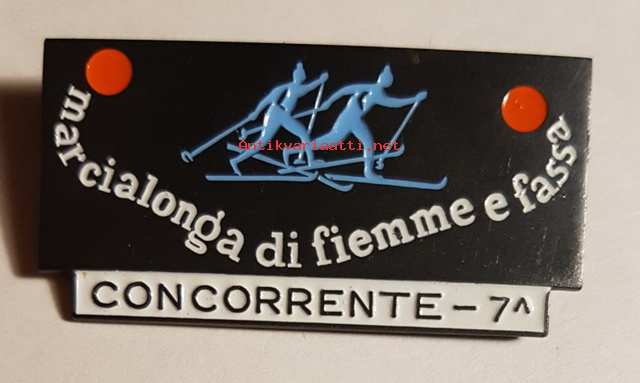 Antikvariaatti.net
marcialonga di fiemme e fassa
CONCORRENTE - 7^